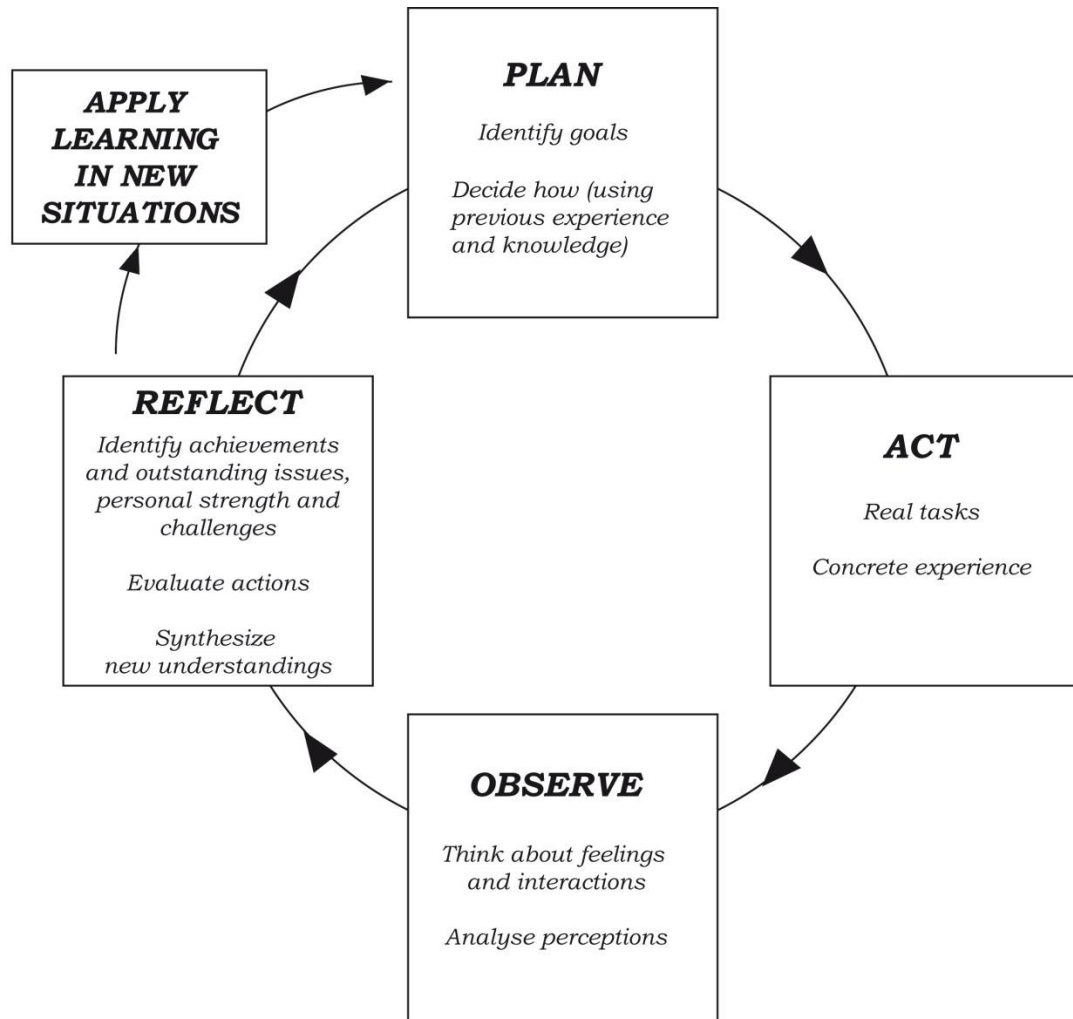 PLAN
Identify goals
Decide how (using
previous experience
and knowledge)
APPLY
LEARNING
IN NEW
SITUATIONS
ACT
Real tasks
Concrete experience
OBSERVE
Think about feelings
and interactions
Analyse perceptions
REFLECT
Identify achievements
and outstanding issues,
personal strength and
challenges
Evaluate actions
Synthesize
new understandings